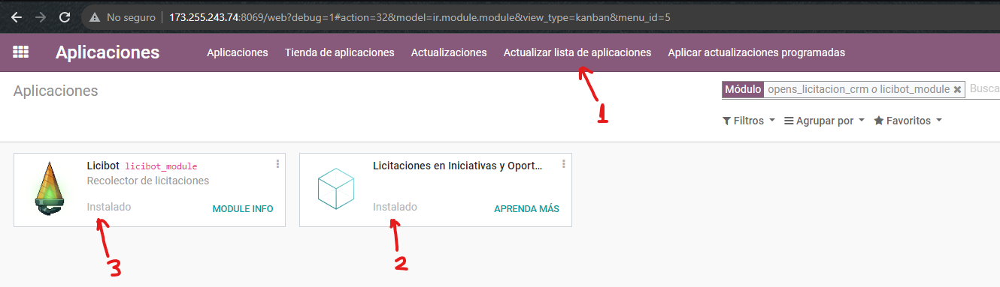 No seguro 173.255.243.74:8069/web?debug=1#action=32&model=ir.module.module&view_type=kanban&menu_id=5
Aplicaciones Aplicaciones Tienda de aplicaciones Actualizaciones Actualizar lista de aplicaciones Aplicar actualizaciones programadas
Aplicaciones
Módulo opens_licitacion_crm o licibot_module Busca
1
Filtros Agrupar por Favoritos
Licibot licibot_module
Recolector de licitaciones
Instalado MODULE INFO
Licitaciones en Iniciativas y Oport...
Instalado APRENDA MÁS
3
2